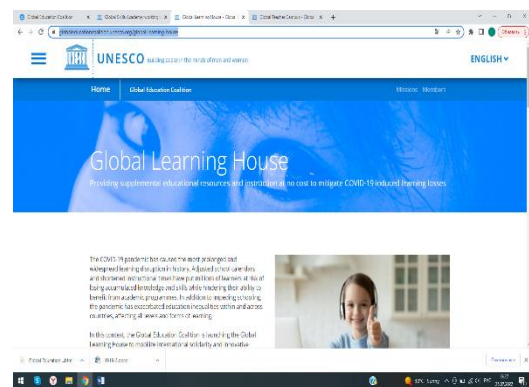 Global Education Coalition
globaleducationcoalition.unesco.org/global-learning-house
UNESCO Building peace in the minds of men and women
ENGLISH
Home Global Education Coalition Missions Members
Global Learning House
Providing supplemental educational resources and instruction at no cost to mitigate COVID-19 induced learning losses
The COVID-19 pandemic has caused the most prolonged and
widespread learning disruption in history. Adjusted school calendars
and shortened instructional times have put millions of learners at risk of
losing accumulated knowledge and skills while hindering their ability to
benefit from academic programmes. In addition to impeding schooling,
the pandemic has exacerbated education inequalities within and across
countries, affecting all levels and forms of learning.
In this context, the Global Education Coalition is launching the Global
Learning House to mobilize international solidarity and innovative